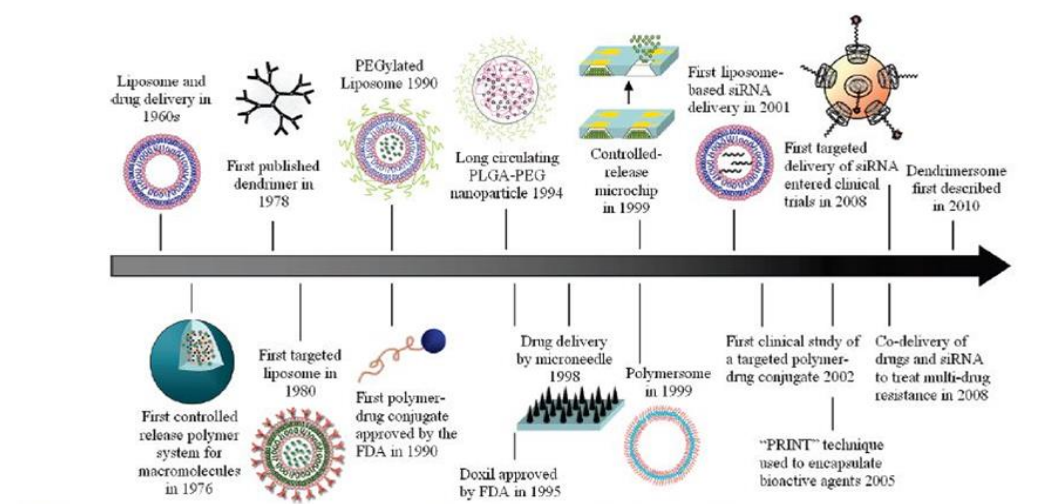 Liposome and
drug delivery in
1960s
First published
dendrimer in
1978
PEGylated
Liposome 1990
Long circulating
PLGA-PEG
nanoparticle 1994
Controlled-
release
microchip
in 1999
First liposome-
based siRNA
delivery in 2001
First targeted
delivery of siRNA
entered clinical
trials in 2008
Dendrimersome
first described
in 2010
First controlled
release polymer
system for
macromolecules
in 1976
First targeted
liposome in
1980
First polymer-
drug conjugate
approved by the
FDA in 1990
Doxil approved
by FDA in 1995
Drug delivery
by microneedle
1998
Polymersome
in 1999
First clinical study of
a targeted polymer-
drug conjugate 2002
"PRINT" technique
used to encapsulate
bioactive agents 2005
Co-delivery of
drugs and siRNA
to treat multi-drug
resistance in 2008